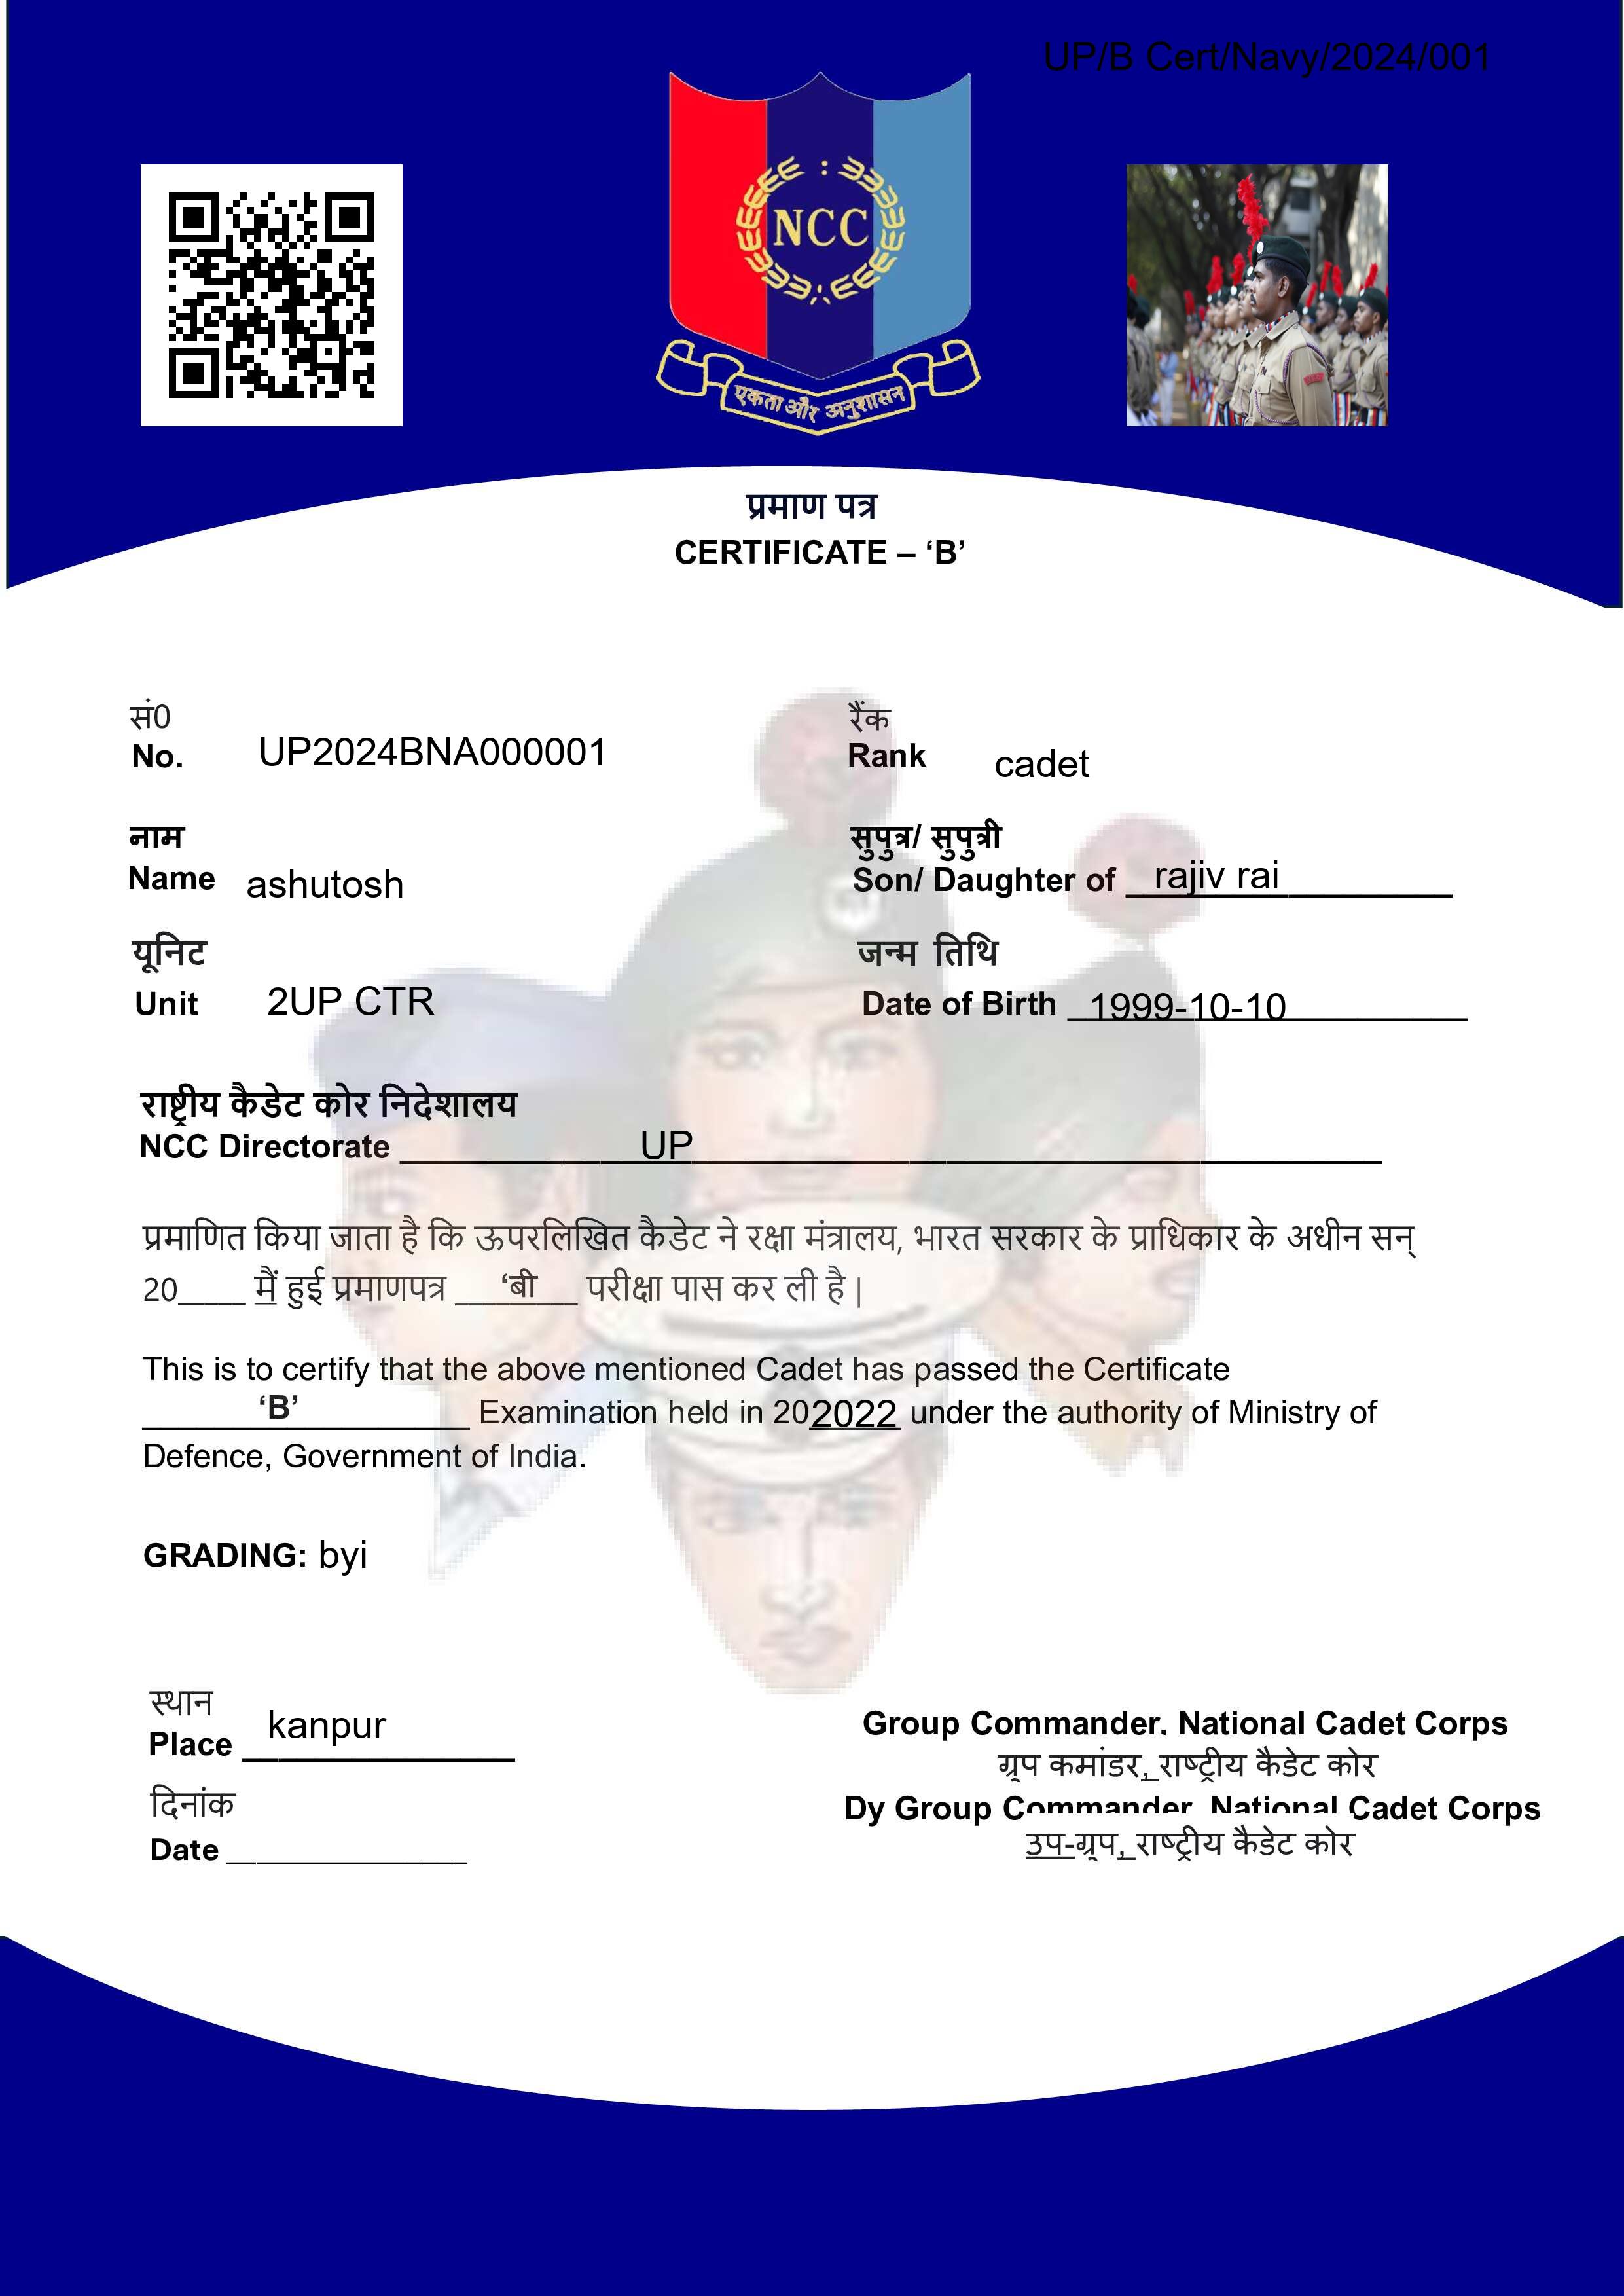 UP/B Cert/Navy/2024/001
NCC
एकता और अनुशासन
प्रमाण पत्र
CERTIFICATE – ‘B’
सं0 रैंक
No. UP2024BNA000001 Rank cadet
नाम सुपुत्र/ सुपुत्री
Name ashutosh Son/ Daughter of rajiv rai
यूनिट जन्म तिथि
Unit 2UP CTR Date of Birth 1999-10-10
राष्ट्रीय कैडेट कोर निदेशालय
NCC Directorate UP
प्रमाणित किया जाता है कि ऊपरलिखित कैडेट ने रक्षा मंत्रालय, भारत सरकार के प्राधिकार के अधीन सन्
20____ में हुई प्रमाणपत्र ‘बी परीक्षा पास कर ली है |
This is to certify that the above mentioned Cadet has passed the Certificate
‘B’ Examination held in 202022 under the authority of Ministry of
Defence, Government of India.
GRADING: byi
स्थान
Place kanpur
दिनांक
Date ______________
Group Commander, National Cadet Corps
ग्रुप कमांडर, राष्ट्रीय कैडेट कोर
Dy Group Commander, National Cadet Corps
उप-ग्रुप, राष्ट्रीय कैडेट कोर